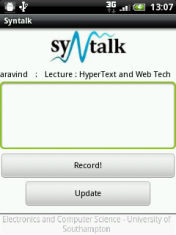 3G 13:07
Syntalk
syNtalk
aravind : Lecture : HyperText and Web Tech
Record!
Update
Electronics and Computer Science - University of
Southampton